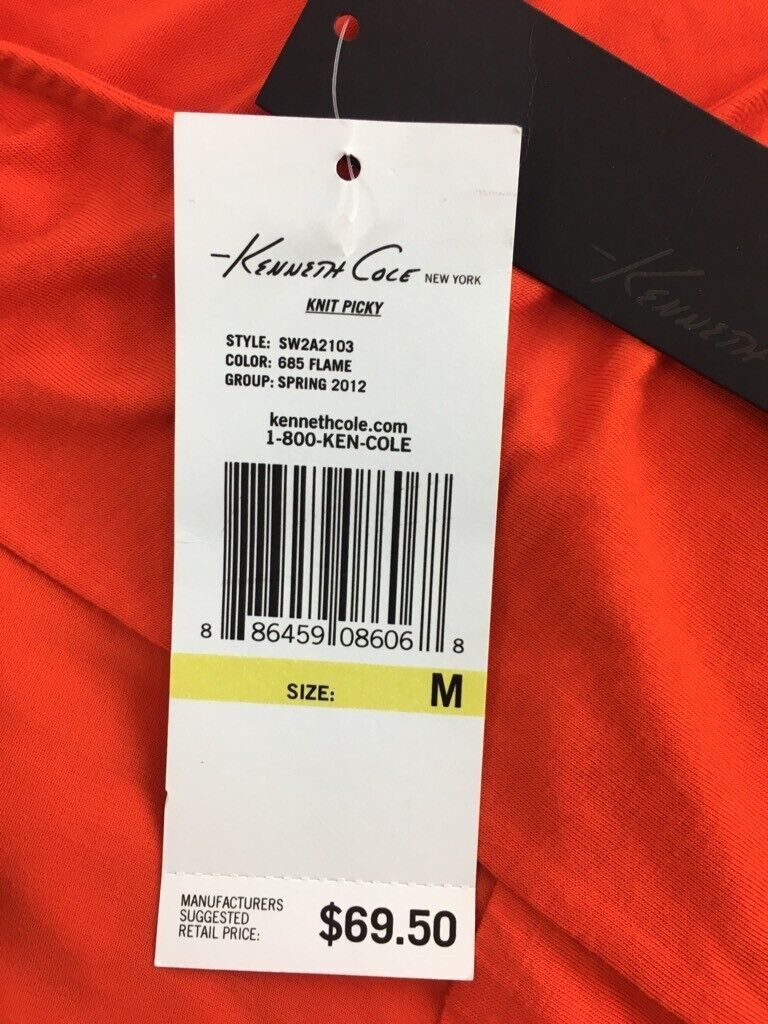 KENNETH COLE NEW YORK
KNIT PICKY
STYLE: SW2A2103
COLOR: 685 FLAME
GROUP: SPRING 2012
kennethcole.com
1-800-KEN-COLE
8 86459 08606 8
SIZE: M
MANUFACTURERS
SUGGESTED
RETAIL PRICE:
$69.50
KENNETH